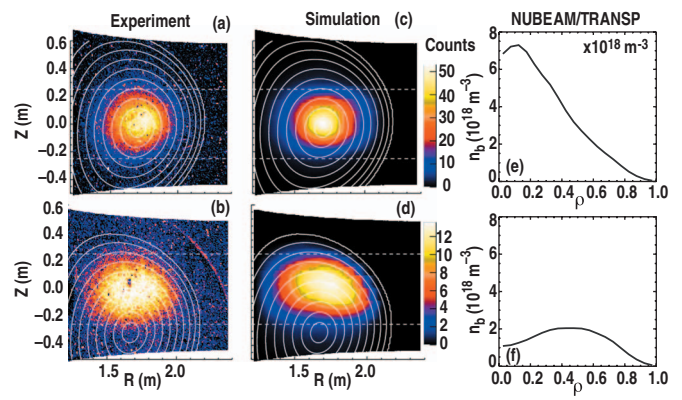 Experiment (a)
Simulation (c)
NUBEAM/TRANSP
Counts
Z (m)
0.6
0.4
0.2
0.0
−0.2
−0.4
50
40
30
20
10
0
x10¹⁸ m⁻³
n_b (10¹⁸ m⁻³)
8
6
4
2
0
(e)
0.0 0.2 0.4 0.6 0.8 1.0
ρ
(b)
(d)
Z (m)
0.6
0.4
0.2
0.0
−0.2
−0.4
12
10
8
6
4
2
0
n_b (10¹⁸ m⁻³)
8
6
4
2
0
(f)
0.0 0.2 0.4 0.6 0.8 1.0
ρ
1.5 2.0
R (m)
1.5 2.0
R (m)